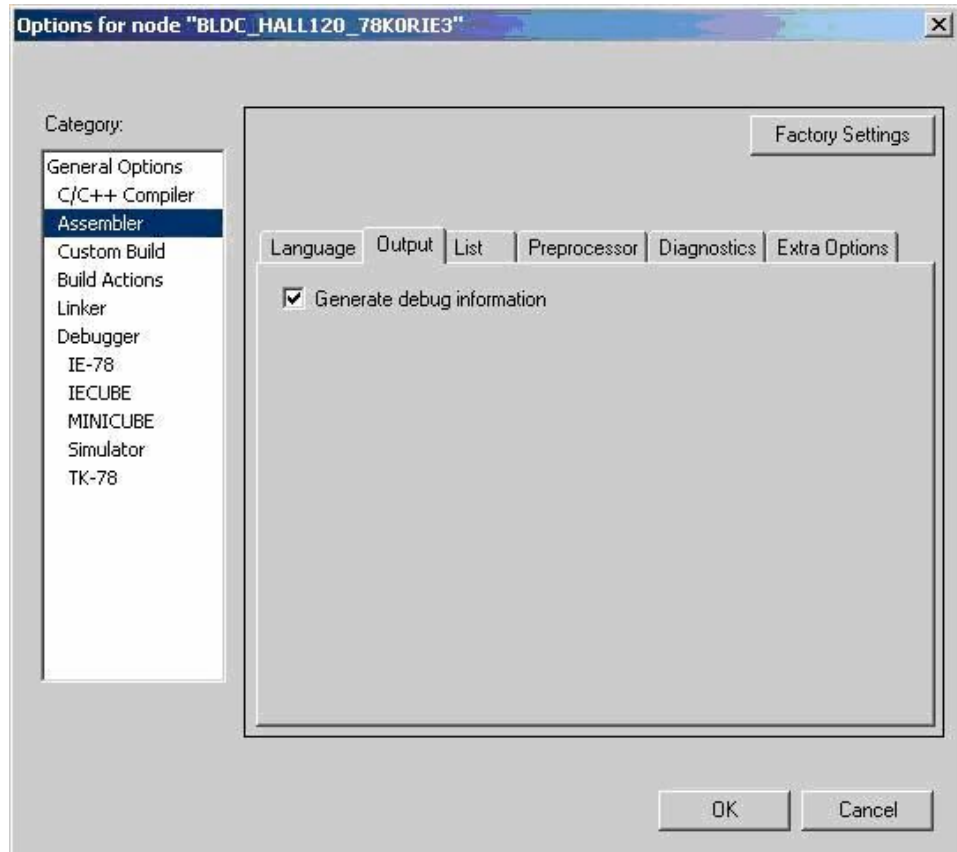 Options for node "BLDC_HALL120_78K0RIE3"
Category:
General Options
C/C++ Compiler
Assembler
Custom Build
Build Actions
Linker
Debugger
IE-78
IECUBE
MINICUBE
Simulator
TK-78
Factory Settings
Language Output List Preprocessor Diagnostics Extra Options
Generate debug information
OK Cancel